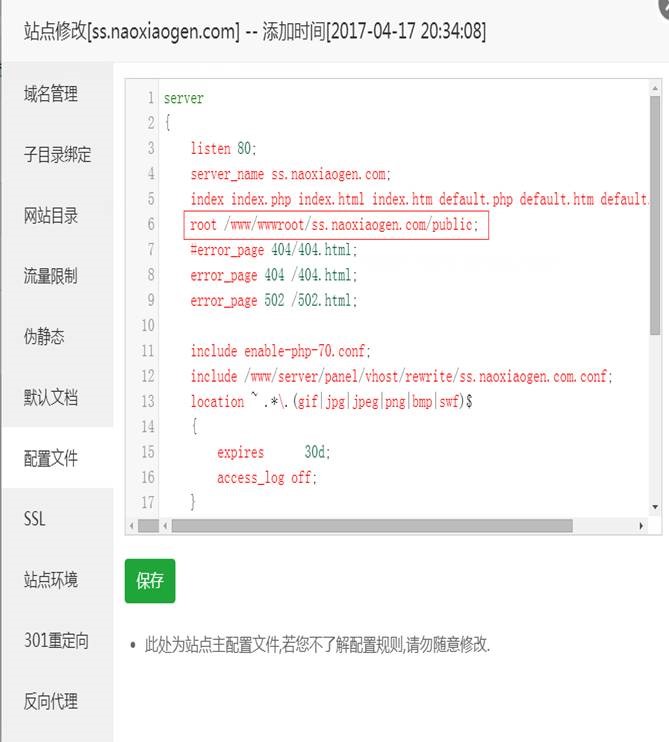 站点修改[ss.naoxiaogen.com] -- 添加时间[2017-04-17 20:34:08]
域名管理
子目录绑定
网站目录
流量限制
伪静态
默认文档
配置文件
SSL
站点环境
301重定向
反向代理
1 server
2 {
3 listen 80;
4 server_name ss.naoxiaogen.com;
5 index index.php index.html index.htm default.php default.htm default.
6 root /www/wwwroot/ss.naoxiaogen.com/public;
7 #error_page 404/404.html;
8 error_page 404 /404.html;
9 error_page 502 /502.html;
10
11 include enable-php-70.conf;
12 include /www/server/panel/vhost/rewrite/ss.naoxiaogen.com.conf;
13 location ~ .*\.(gif|jpg|jpeg|png|bmp|swf)$
14 {
15 expires 30d;
16 access_log off;
17 }
保存
• 此处为站点主配置文件,若您不了解配置规则,请勿随意修改.